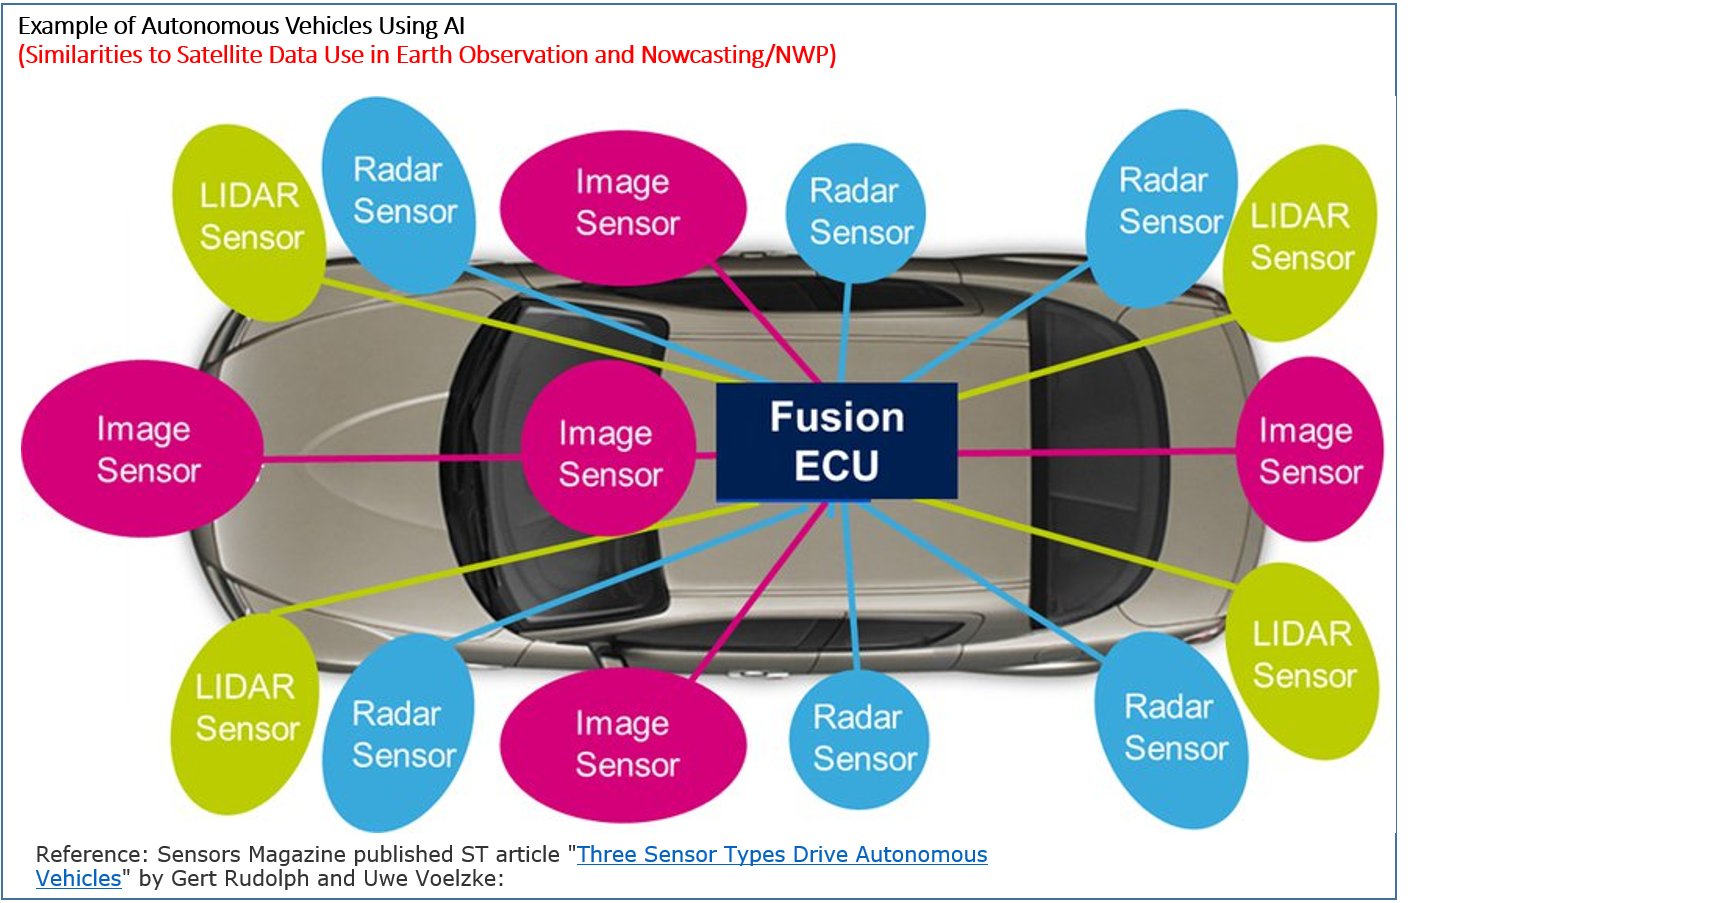 Example of Autonomous Vehicles Using AI
(Similarities to Satellite Data Use in Earth Observation and Nowcasting/NWP)
LIDAR
Sensor
Radar
Sensor
Image
Sensor
Radar
Sensor
Radar
Sensor
LIDAR
Sensor
Image
Sensor
Image
Sensor
Fusion
ECU
Image
Sensor
LIDAR
Sensor
Radar
Sensor
Image
Sensor
Radar
Sensor
Radar
Sensor
LIDAR
Sensor
Reference: Sensors Magazine published ST article "Three Sensor Types Drive Autonomous
Vehicles" by Gert Rudolph and Uwe Voelzke: